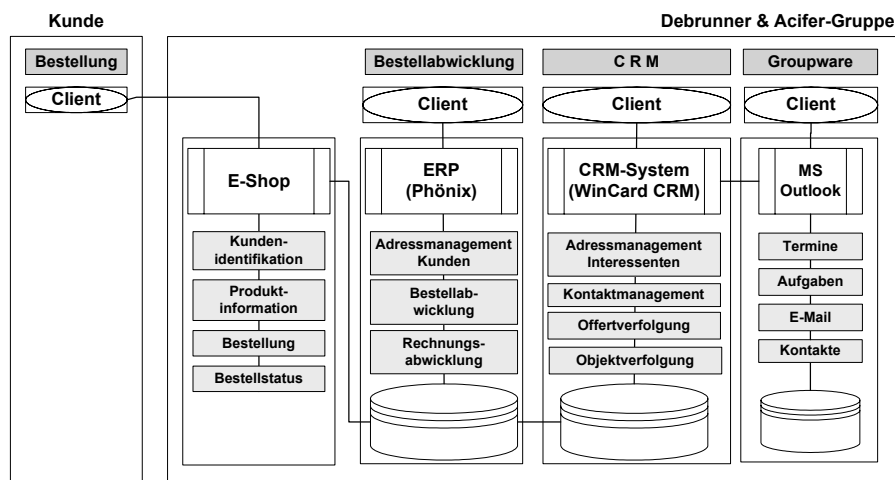 Kunde
Debrunner & Acifer-Gruppe
Bestellung
Bestellabwicklung
C R M
Groupware
Client
Client
Client
Client
E-Shop
ERP
(Phönix)
CRM-System
(WinCard CRM)
MS
Outlook
Kunden-
identifikation
Produkt-
information
Bestellung
Bestellstatus
Adressmanagement
Kunden
Bestellab-
wicklung
Rechnungs-
abwicklung
Adressmanagement
Interessenten
Kontaktmanagement
Offertverfolgung
Objektverfolgung
Termine
Aufgaben
E-Mail
Kontakte